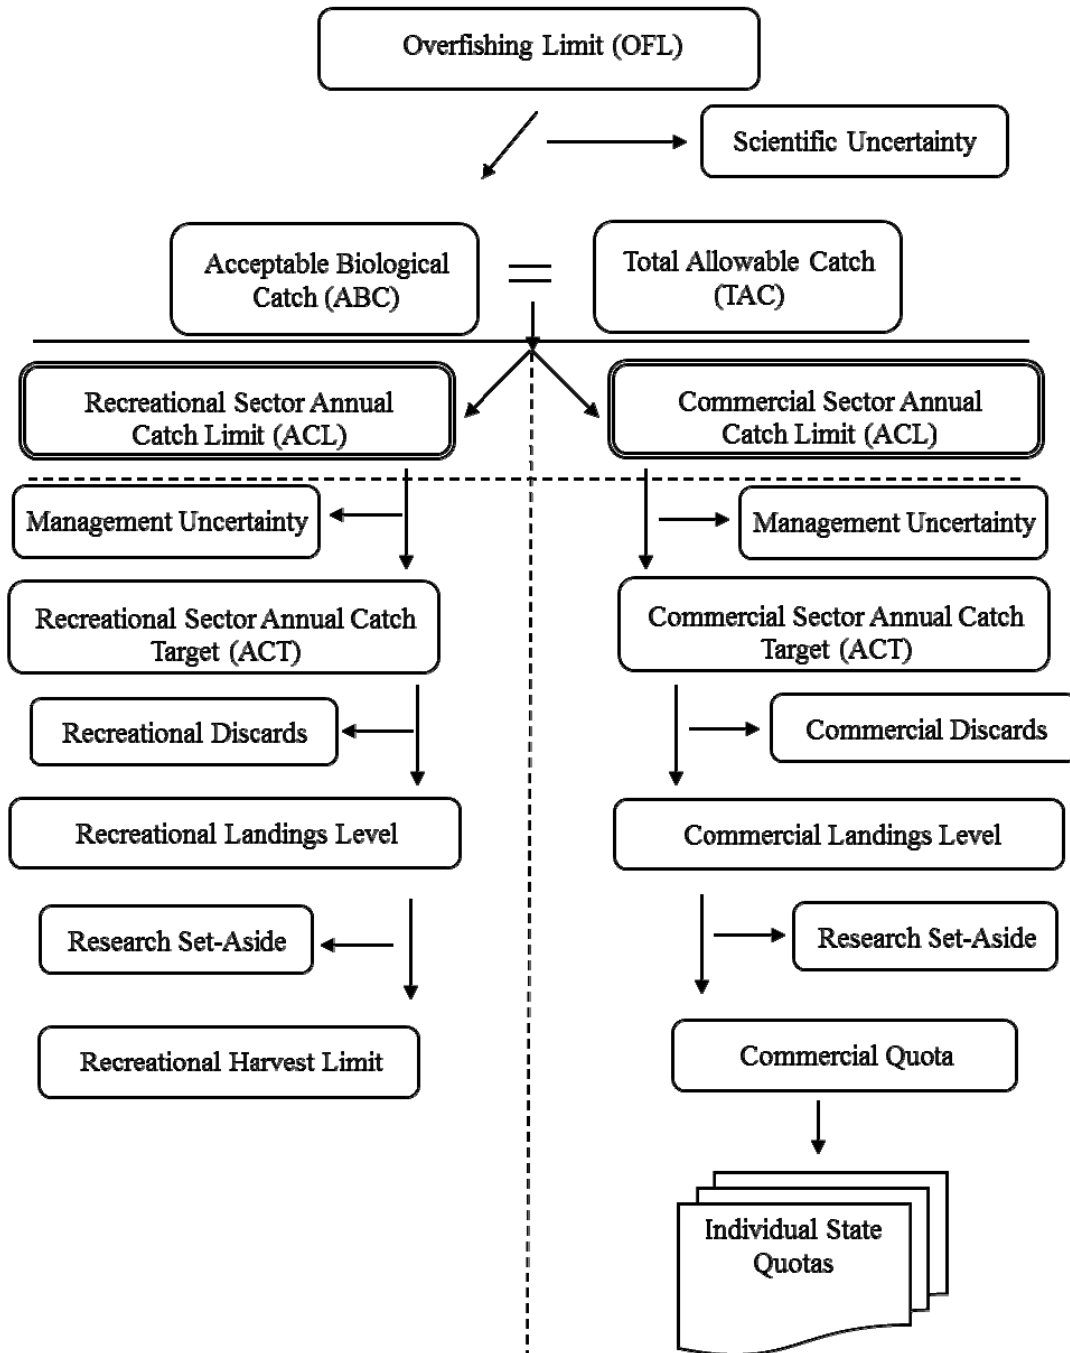 Overfishing Limit (OFL)
Scientific Uncertainty
Acceptable Biological
Catch (ABC)
=
Total Allowable Catch
(TAC)
Recreational Sector Annual
Catch Limit (ACL)
Commercial Sector Annual
Catch Limit (ACL)
Management Uncertainty
Management Uncertainty
Recreational Sector Annual Catch
Target (ACT)
Commercial Sector Annual Catch
Target (ACT)
Recreational Discards
Commercial Discards
Recreational Landings Level
Commercial Landings Level
Research Set-Aside
Research Set-Aside
Recreational Harvest Limit
Commercial Quota
Individual State
Quotas